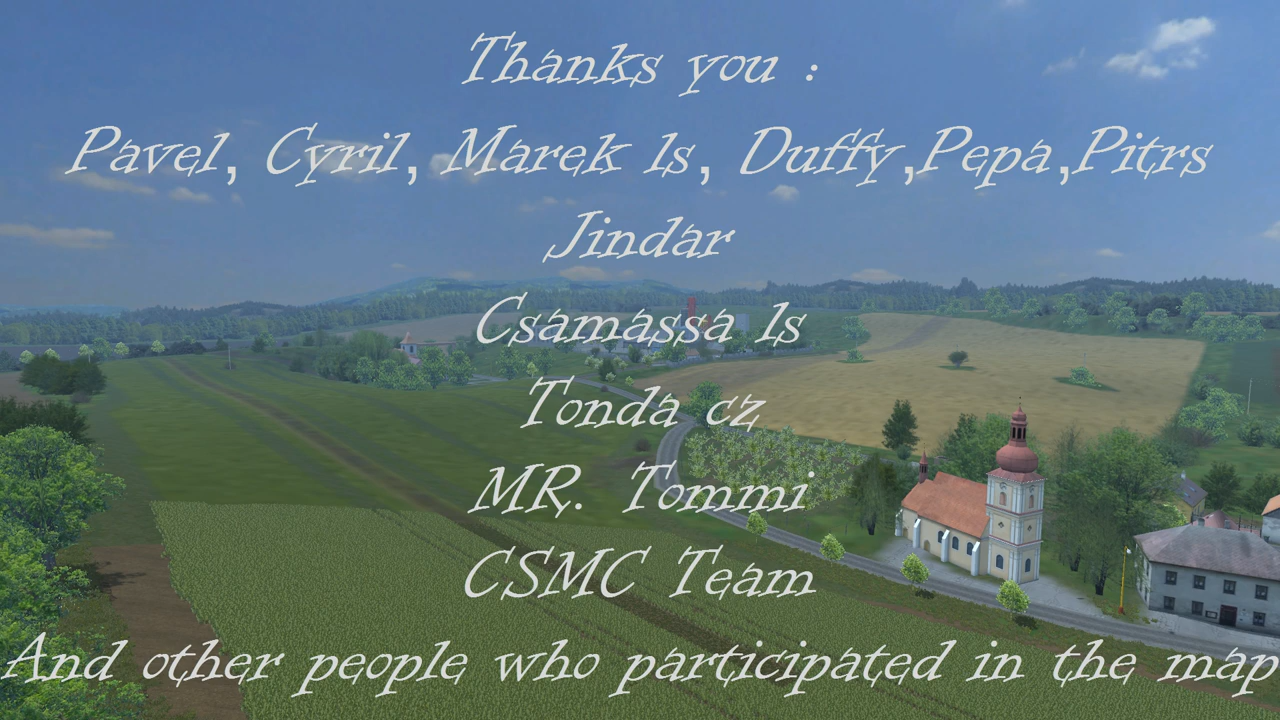 Thanks you :
Pavel, Cyril, Marek ls, Duffy,Pepa,Pitrs
Jindar
Csamassa ls
Tonda cz
MR. Tommi
CSMC Team
And other people who participated in the map